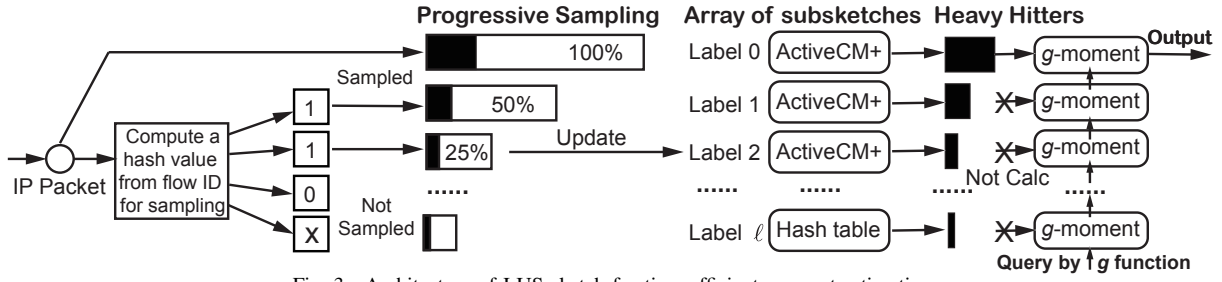 Progressive Sampling
Array of subsketches
Heavy Hitters
100%
Label 0
ActiveCM+
g-moment
Output
Sampled
1
50%
Label 1
ActiveCM+
g-moment
IP Packet
Compute a
hash value
from flow ID
for sampling
1
25%
Update
Label 2
ActiveCM+
g-moment
Not Calc
0
......
......
......
......
......
X
Not
Sampled
Label ℓ
Hash table
g-moment
Query by g function